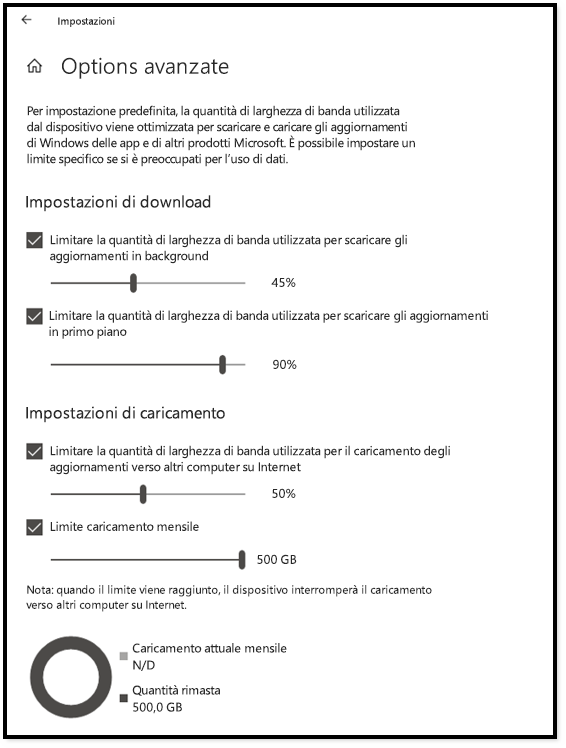 Impostazioni
Options avanzate
Per impostazione predefinita, la quantità di larghezza di banda utilizzata
dal dispositivo viene ottimizzata per scaricare e caricare gli aggiornamenti
di Windows delle app e di altri prodotti Microsoft. È possibile impostare un
limite specifico se si è preoccupati per l'uso di dati.
Impostazioni di download
Limitare la quantità di larghezza di banda utilizzata per scaricare gli
aggiornamenti in background
45%
Limitare la quantità di larghezza di banda utilizzata per scaricare gli aggiornamenti
in primo piano
90%
Impostazioni di caricamento
Limitare la quantità di larghezza di banda utilizzata per il caricamento degli
aggiornamenti verso altri computer su Internet
50%
Limite caricamento mensile
500 GB
Nota: quando il limite viene raggiunto, il dispositivo interromperà il caricamento
verso altri computer su Internet.
Caricamento attuale mensile
N/D
Quantità rimasta
500,0 GB